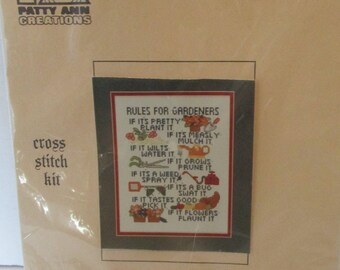 PATTY ANN
CREATIONS
RULES FOR GARDENERS
IF IT'S PRETTY
PLANT IT
IF IT'S MEASLY
MULCH IT
IF IT WILTS
WATER IT
IF IT GROWS
PRUNE IT
IF IT'S A WEED
SPRAY IT
IF IT'S A BUG
SWAT IT
IF IT TASTES GOOD
PICK IT
IF IT FLOWERS
FLAUNT IT
cross
stitch
kit